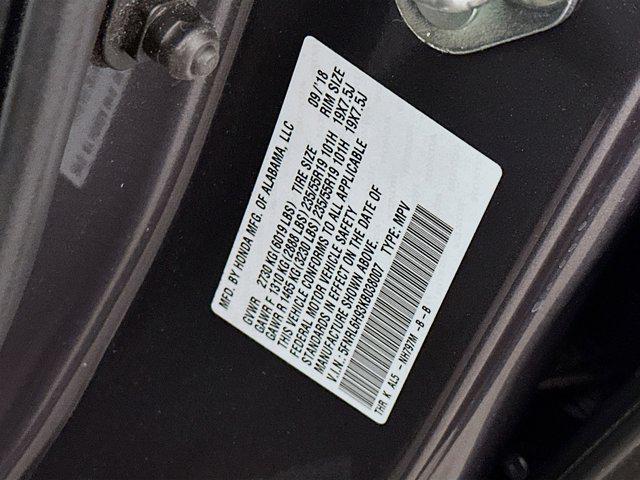 MFD. BY HONDA MFG. OF ALABAMA, LLC 09/'18
GVWR 2730 KG (6019 LBS) TIRE SIZE RIM SIZE
GAWR F 1310 KG (2888 LBS) 235/55R19 101H 19X7.5J
GAWR R 1465 KG (3230 LBS) 235/55R19 101H 19X7.5J
THIS VEHICLE CONFORMS TO ALL APPLICABLE
FEDERAL MOTOR VEHICLE SAFETY
STANDARDS IN EFFECT ON THE DATE OF
MANUFACTURE SHOWN ABOVE.
V.I.N.: 5FNRL6H93KB038007 TYPE: MPV
THR K AL5 - NH797M -B -B